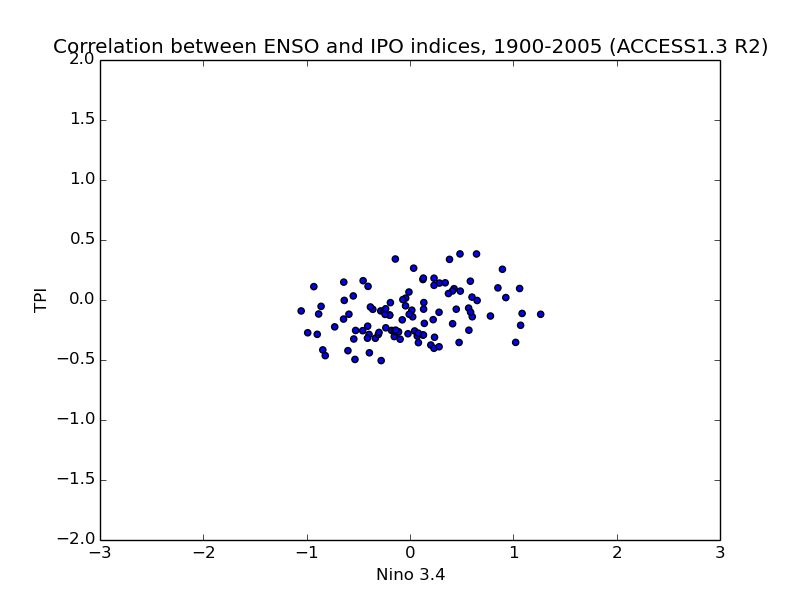 Correlation between ENSO and IPO indices, 1900-2005 (ACCESS1.3 R2)
2.0
1.5
1.0
0.5
0.0
−0.5
−1.0
−1.5
−2.0
TPI
−3 −2 −1 0 1 2 3
Nino 3.4